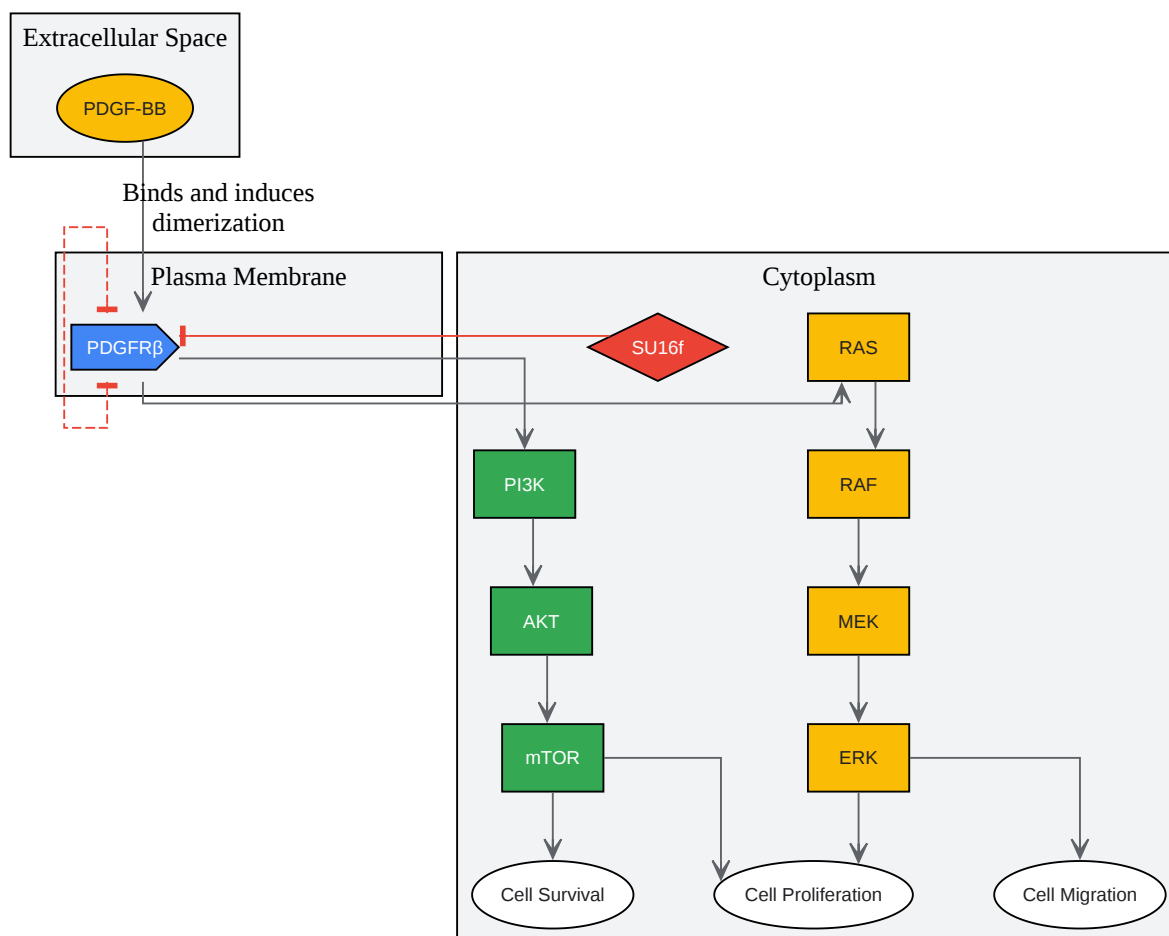 Extracellular Space
PDGF-BB
Binds and induces
dimerization
Plasma Membrane
Cytoplasm
PDGFRβ
SU16f
RAS
PI3K
RAF
AKT
MEK
mTOR
ERK
Cell Survival
Cell Proliferation
Cell Migration